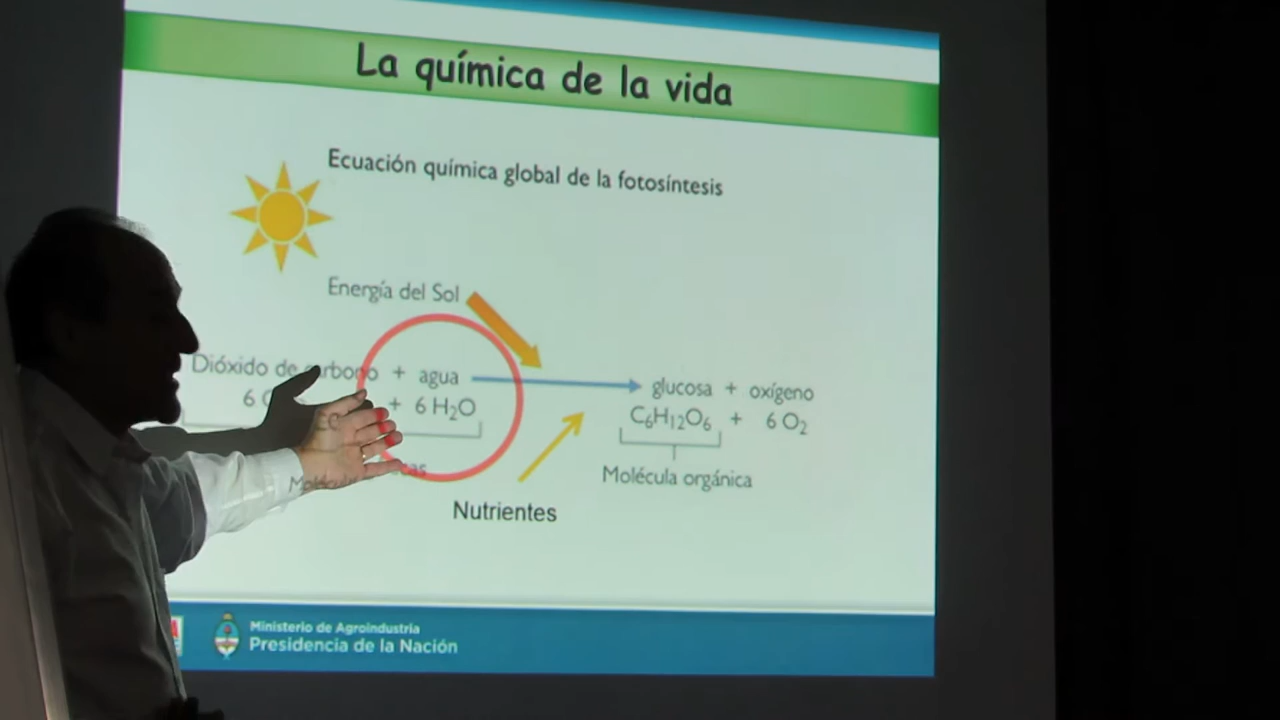 La química de la vida
Ecuación química global de la fotosíntesis
Energía del Sol
Dióxido de carbono + agua
glucosa + oxígeno
6 + 6 H₂O
C₆H₁₂O₆ + 6 O₂
Molécula orgánica
Nutrientes
Ministerio de Agroindustria
Presidencia de la Nación